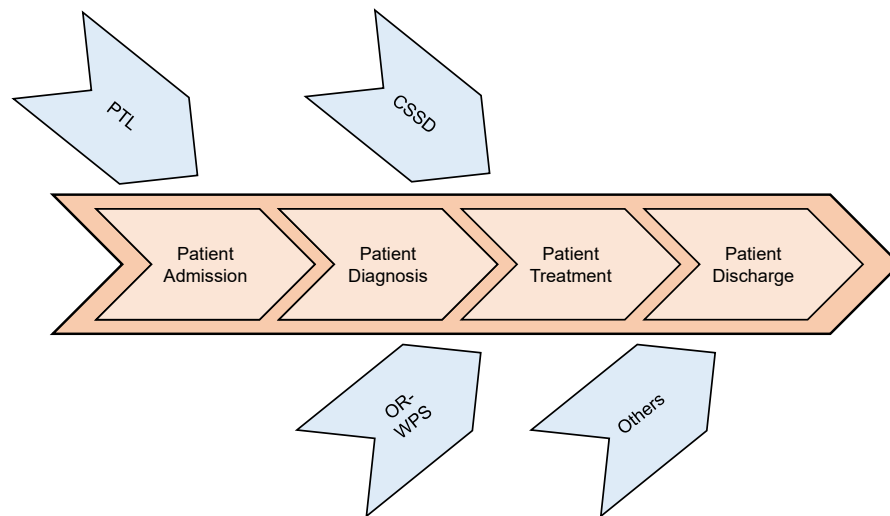 PTL
CSSD
Patient
Admission
Patient
Diagnosis
Patient
Treatment
Patient
Discharge
OR-
WPS
Others